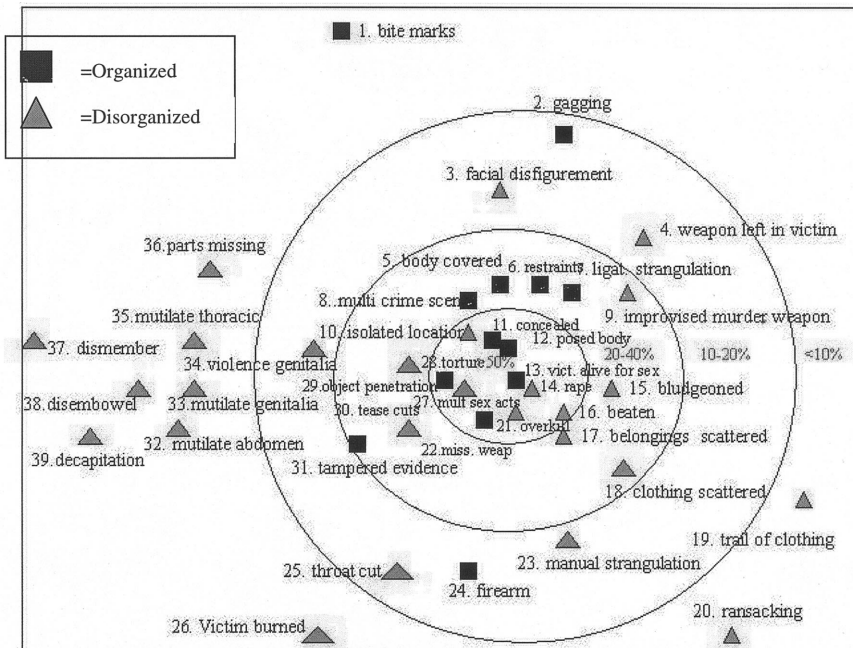 1. bite marks
=Organized
=Disorganized
2. gagging
3. facial disfigurement
4. weapon left in victim
36.parts missing
5. body covered
6. restraints
7. ligat. strangulation
8. multi crime scen
9. improvised murder weapon
35.mutilate thoracic
10. isolated location
11. concealed
12. posed body
37. dismember
34.violence genitalia
28.torture
50%
20-40%
10-20%
<10%
13. vict. alive for sex
29.object penetration
14. rape
15. bludgeoned
38.disembowel
33.mutilate genitalia
30. tease cuts
27.mult sex acts
16. beaten
21. overkill
17. belongings scattered
39.decapitation
32. mutilate abdomen
22.miss. weap
31. tampered evidence
18. clothing scattered
19. trail of clothing
23. manual strangulation
25. throat cut
24. firearm
20. ransacking
26. Victim burned